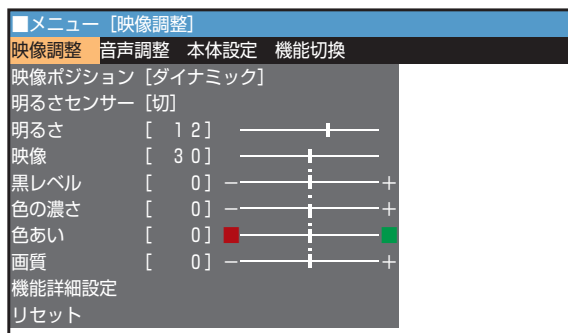 ■メニュー [映像調整]
映像調整 音声調整 本体設定 機能切換
映像ポジション [ダイナミック]
明るさセンサー [切]
明るさ [ 12]
映像 [ 30]
黒レベル [ 0] − +
色の濃さ [ 0] − +
色あい [ 0]
画質 [ 0] − +
機能詳細設定
リセット